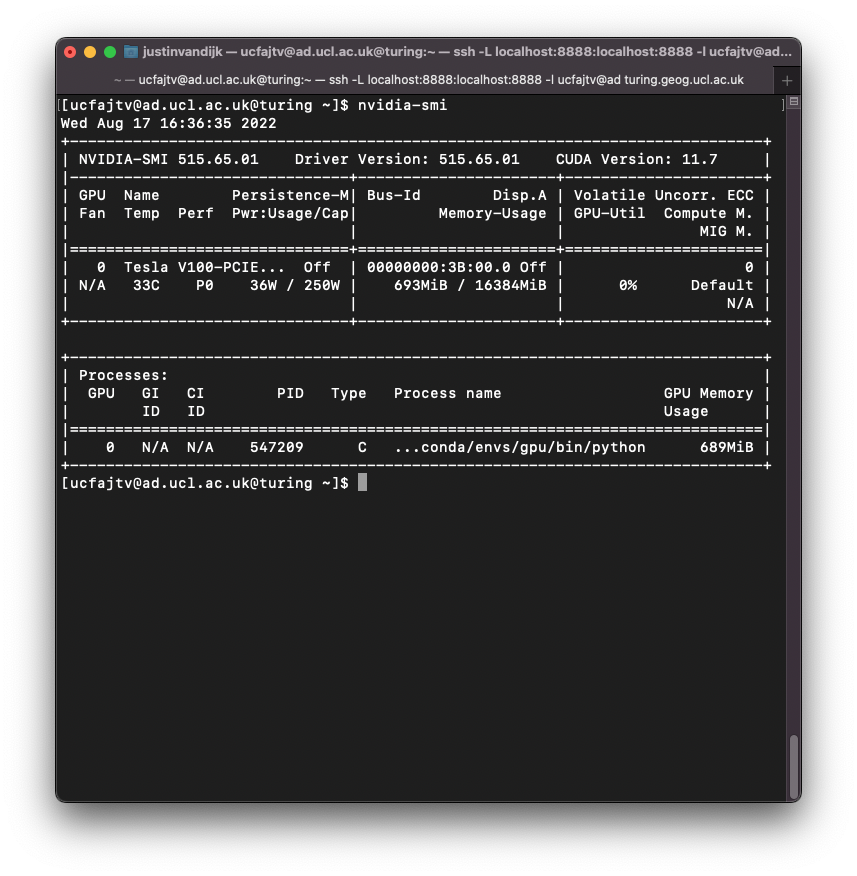 justinvandijk — ucfajtv@ad.ucl.ac.uk@turing:~ — ssh -L localhost:8888:localhost:8888 -l ucfajtv@ad...
~ — ucfajtv@ad.ucl.ac.uk@turing:~ — ssh -L localhost:8888:localhost:8888 -l ucfajtv@ad turing.geog.ucl.ac.uk +
[[ucfajtv@ad.ucl.ac.uk@turing ~]$ nvidia-smi ]
Wed Aug 17 16:36:35 2022
+-----------------------------------------------------------------------------+
| NVIDIA-SMI 515.65.01    Driver Version: 515.65.01    CUDA Version: 11.7     |
|-------------------------------+----------------------+----------------------+
| GPU  Name        Persistence-M| Bus-Id        Disp.A | Volatile Uncorr. ECC |
| Fan  Temp  Perf  Pwr:Usage/Cap|         Memory-Usage | GPU-Util  Compute M. |
|                               |                      |               MIG M. |
|===============================+======================+======================|
|   0  Tesla V100-PCIE...  Off  | 00000000:3B:00.0 Off |                    0 |
| N/A   33C    P0    36W / 250W |    693MiB / 16384MiB |      0%      Default |
|                               |                      |                  N/A |
+-------------------------------+----------------------+----------------------+
+-----------------------------------------------------------------------------+
| Processes:                                                                  |
|  GPU   GI   CI        PID   Type   Process name                  GPU Memory |
|        ID   ID                                                   Usage      |
|=============================================================================|
|    0   N/A  N/A    547209      C   ...conda/envs/gpu/bin/python      689MiB |
+-----------------------------------------------------------------------------+
[ucfajtv@ad.ucl.ac.uk@turing ~]$